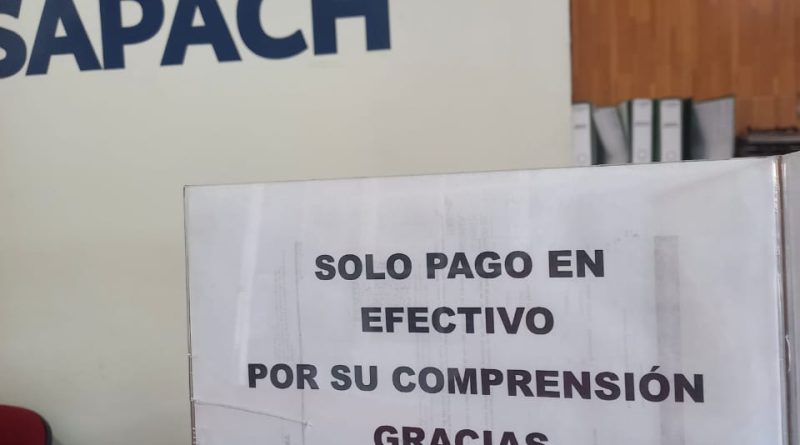 SAPACH
SOLO PAGO EN
EFECTIVO
POR SU COMPRENSIÓN
GRACIAS